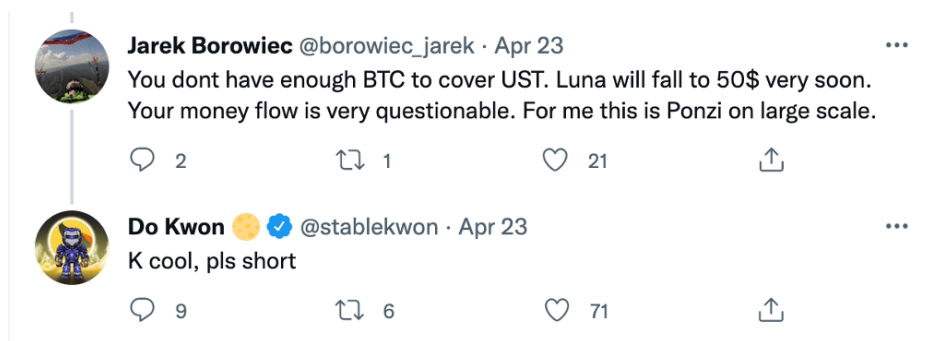 Jarek Borowiec @borowiec_jarek · Apr 23
You dont have enough BTC to cover UST. Luna will fall to 50$ very soon.
Your money flow is very questionable. For me this is Ponzi on large scale.
2 1 21
Do Kwon @stablekwon · Apr 23
K cool, pls short
9 6 71